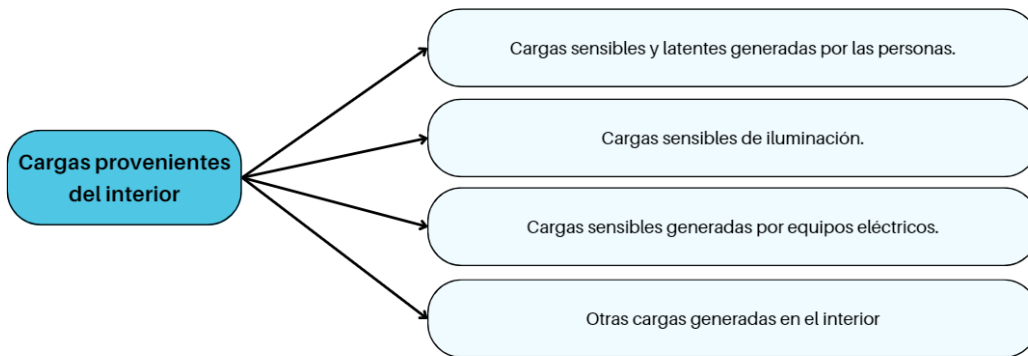 Cargas provenientes
del interior
Cargas sensibles y latentes generadas por las personas.
Cargas sensibles de iluminación.
Cargas sensibles generadas por equipos eléctricos.
Otras cargas generadas en el interior